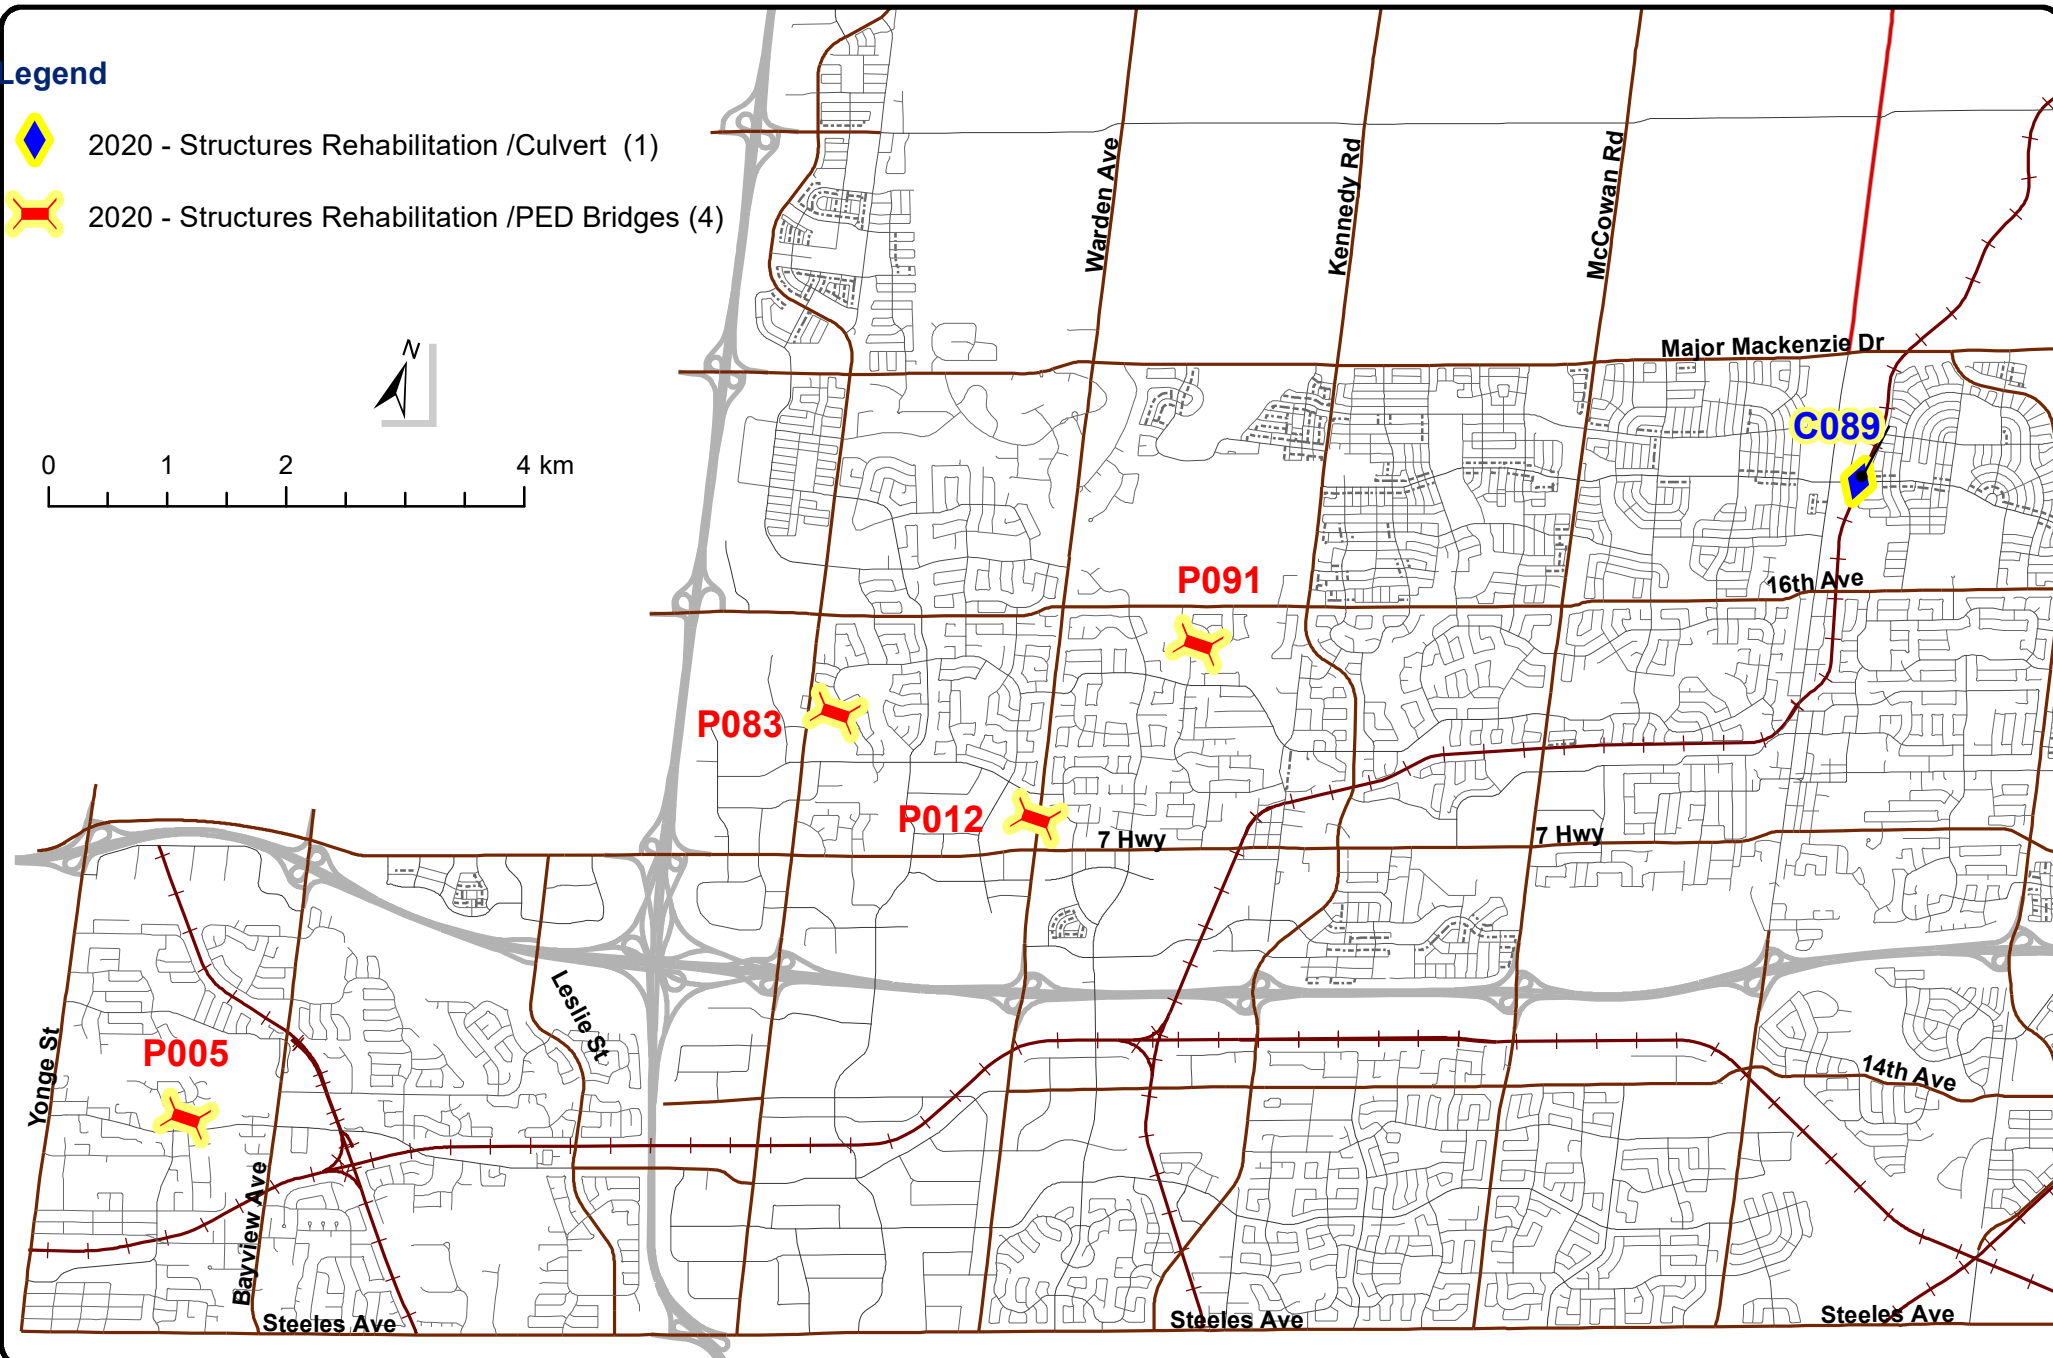 Legend
2020 - Structures Rehabilitation /Culvert  (1)
2020 - Structures Rehabilitation /PED Bridges (4)
N
0 1 2 4 km
Warden Ave
Kennedy Rd
McCowan Rd
Major Mackenzie Dr
C089
16th Ave
P091
P083
P012
7 Hwy
7 Hwy
Leslie St
Yonge St
P005
14th Ave
Bayview Ave
Steeles Ave
Steeles Ave
Steeles Ave